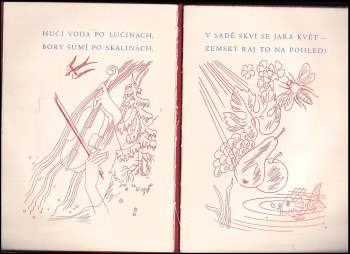 HUČÍ VODA PO LUČINÁCH,
BORY ŠUMÍ PO SKALINÁCH,
V SADĚ SKVÍ SE JARA KVĚT —
ZEMSKÝ RÁJ TO NA POHLED!